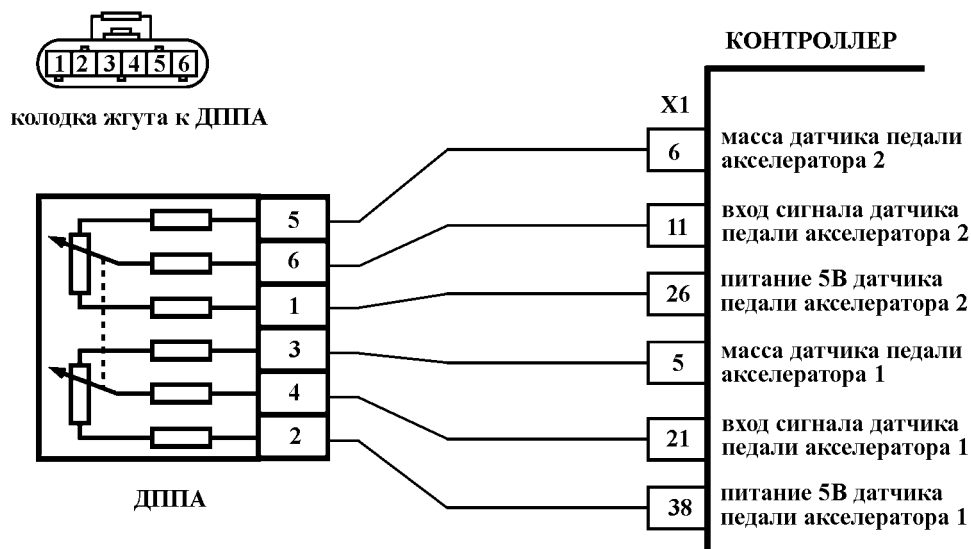 1 2 3 4 5 6
колодка жгута к ДППА
КОНТРОЛЛЕР
X1
6
масса датчика педали
акселератора 2
11
вход сигнала датчика
педали акселератора 2
26
питание 5В датчика
педали акселератора 2
5
масса датчика педали
акселератора 1
21
вход сигнала датчика
педали акселератора 1
38
питание 5В датчика
педали акселератора 1
5
6
1
3
4
2
ДППА